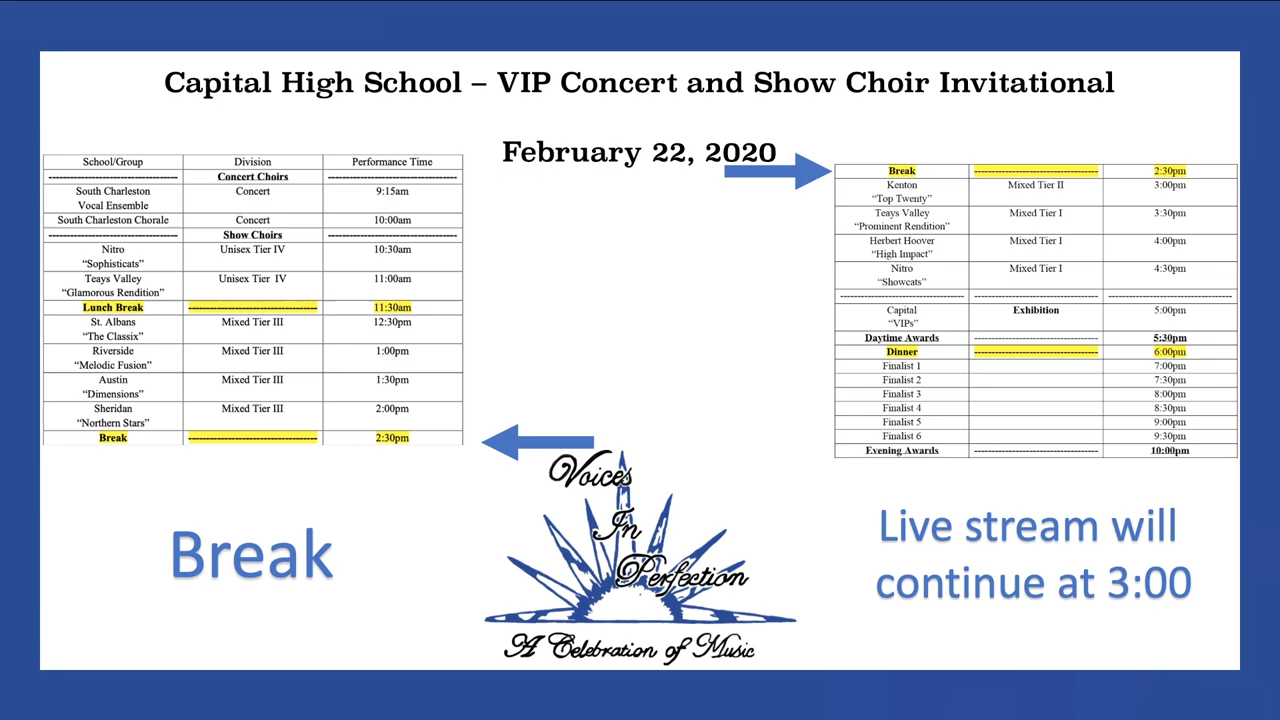 Capital High School – VIP Concert and Show Choir Invitational
February 22, 2020
School/Group Division Performance Time
------------------------------------ Concert Choirs ------------------------------------
South Charleston Concert 9:15am
Vocal Ensemble
South Charleston Chorale Concert 10:00am
------------------------------------ Show Choirs ------------------------------------
Nitro Unisex Tier IV 10:30am
“Sophisticats”
Teays Valley Unisex Tier IV 11:00am
“Glamorous Rendition”
Lunch Break ------------------------------------ 11:30am
St. Albans Mixed Tier III 12:30pm
“The Classix”
Riverside Mixed Tier III 1:00pm
“Melodic Fusion”
Austin Mixed Tier III 1:30pm
“Dimensions”
Sheridan Mixed Tier III 2:00pm
“Northern Stars”
Break ------------------------------------ 2:30pm
Break ------------------------------------ 2:30pm
Kenton Mixed Tier II 3:00pm
“Top Twenty”
Teays Valley Mixed Tier I 3:30pm
“Prominent Rendition”
Herbert Hoover Mixed Tier I 4:00pm
“High Impact”
Nitro Mixed Tier I 4:30pm
“Showcats”
------------------------------------ ------------------------------------ ------------------------------------
Capital Exhibition 5:00pm
“VIPs”
Daytime Awards ------------------------------------ 5:30pm
Dinner ------------------------------------ 6:00pm
Finalist 1 7:00pm
Finalist 2 7:30pm
Finalist 3 8:00pm
Finalist 4 8:30pm
Finalist 5 9:00pm
Finalist 6 9:30pm
Evening Awards ------------------------------------ 10:00pm
Voices
In
Perfection
A Celebration of Music
Break
Live stream will
continue at 3:00